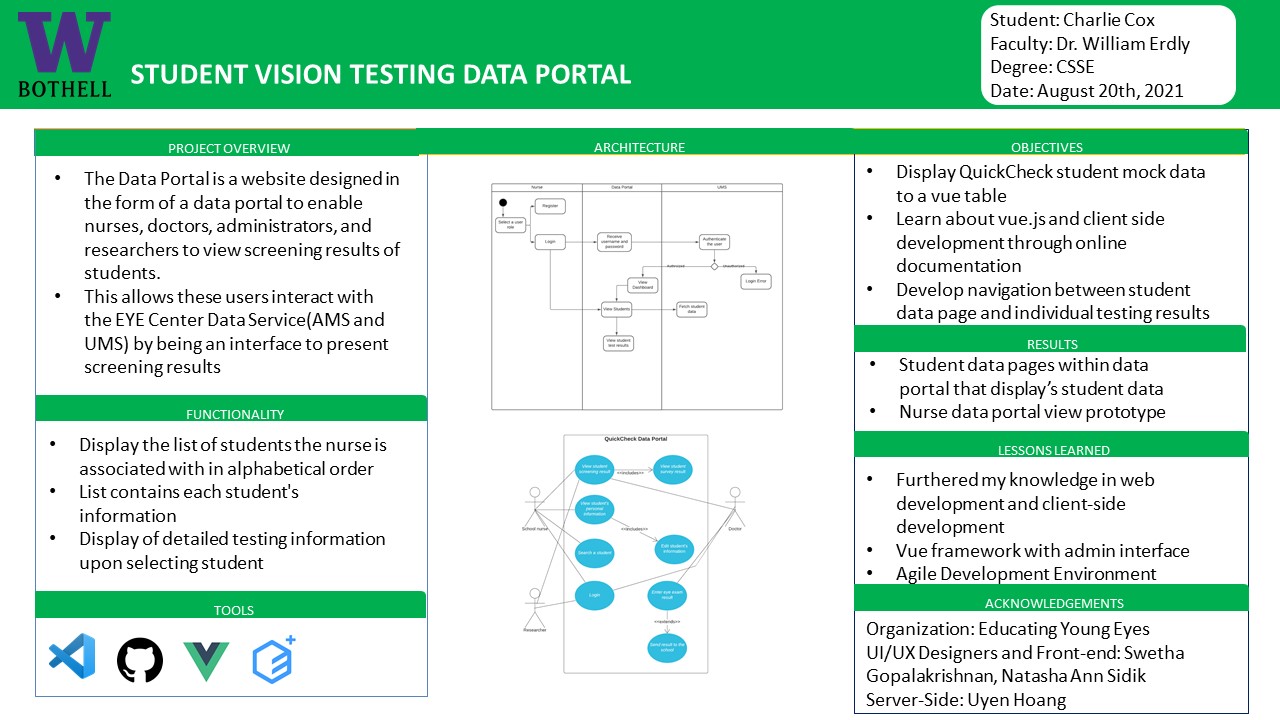 W
BOTHELL
STUDENT VISION TESTING DATA PORTAL
Student: Charlie Cox
Faculty: Dr. William Erdly
Degree: CSSE
Date: August 20th, 2021
PROJECT OVERVIEW
• The Data Portal is a website designed in
the form of a data portal to enable
nurses, doctors, administrators, and
researchers to view screening results of
students.
• This allows these users interact with
the EYE Center Data Service(AMS and
UMS) by being an interface to present
screening results
FUNCTIONALITY
• Display the list of students the nurse is
associated with in alphabetical order
• List contains each student's
information
• Display of detailed testing information
upon selecting student
TOOLS
ARCHITECTURE
Nurse
Data Portal
UMS
Select a user
role
Register
Login
Receive
username and
password
Authenticate
the user
Authorized
Unauthorized
View
Dashboard
Login Error
View Students
Fetch student
data
View student
test results
QuickCheck Data Portal
View student
screening result
<<includes>>
View student
survey result
View student's
personal
information
School nurse
Doctor
<<includes>>
Search a student
Edit student's
information
Login
Enter eye exam
result
Researcher
<<extends>>
Send result to the
school
OBJECTIVES
• Display QuickCheck student mock data
to a vue table
• Learn about vue.js and client side
development through online
documentation
• Develop navigation between student
data page and individual testing results
RESULTS
• Student data pages within data
portal that display’s student data
• Nurse data portal view prototype
LESSONS LEARNED
• Furthered my knowledge in web
development and client-side
development
• Vue framework with admin interface
• Agile Development Environment
ACKNOWLEDGEMENTS
Organization: Educating Young Eyes
UI/UX Designers and Front-end: Swetha
Gopalakrishnan, Natasha Ann Sidik
Server-Side: Uyen Hoang